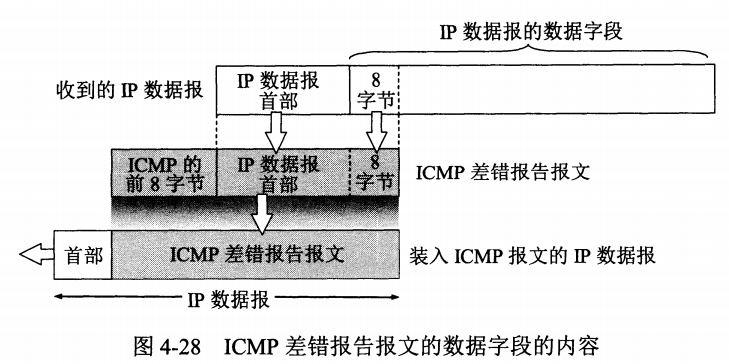 IP 数据报的数据字段
收到的 IP 数据报
IP 数据报
首部
8
字节
ICMP 的
前 8 字节
IP 数据报
首部
8
字节
ICMP 差错报告报文
首部
ICMP 差错报告报文
装入 ICMP 报文的 IP 数据报
IP 数据报
图 4-28 ICMP 差错报告报文的数据字段的内容